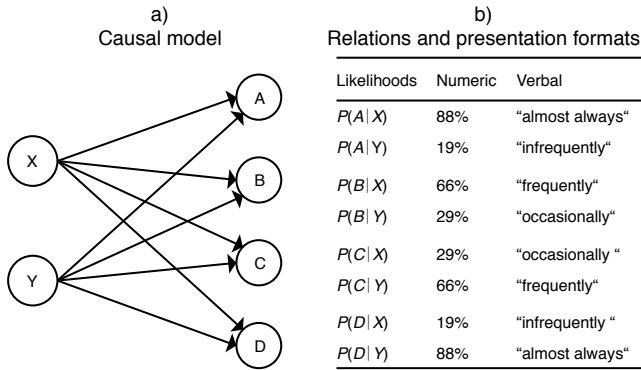 a)
Causal model
X
Y
A
B
C
D
b)
Relations and presentation formats
Likelihoods Numeric Verbal
P(A| X) 88% “almost always“
P(A| Y) 19% “infrequently“
P(B| X) 66% “frequently“
P(B| Y) 29% “occasionally“
P(C| X) 29% “occasionally “
P(C| Y) 66% “frequently“
P(D| X) 19% “infrequently “
P(D| Y) 88% “almost always“